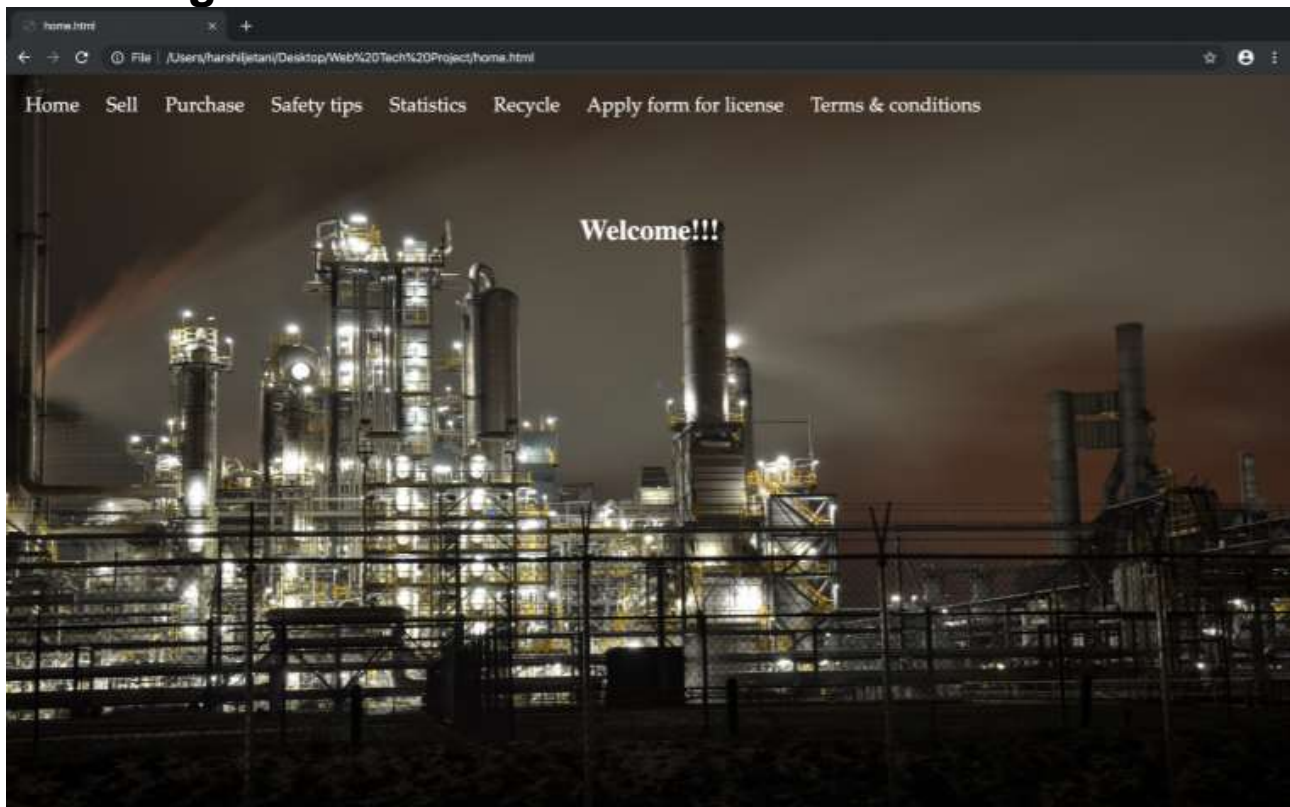 home.html
File /Users/harshiljetani/Desktop/Web%20Tech%20Project/home.html
Home Sell Purchase Safety tips Statistics Recycle Apply form for license Terms & conditions
Welcome!!!